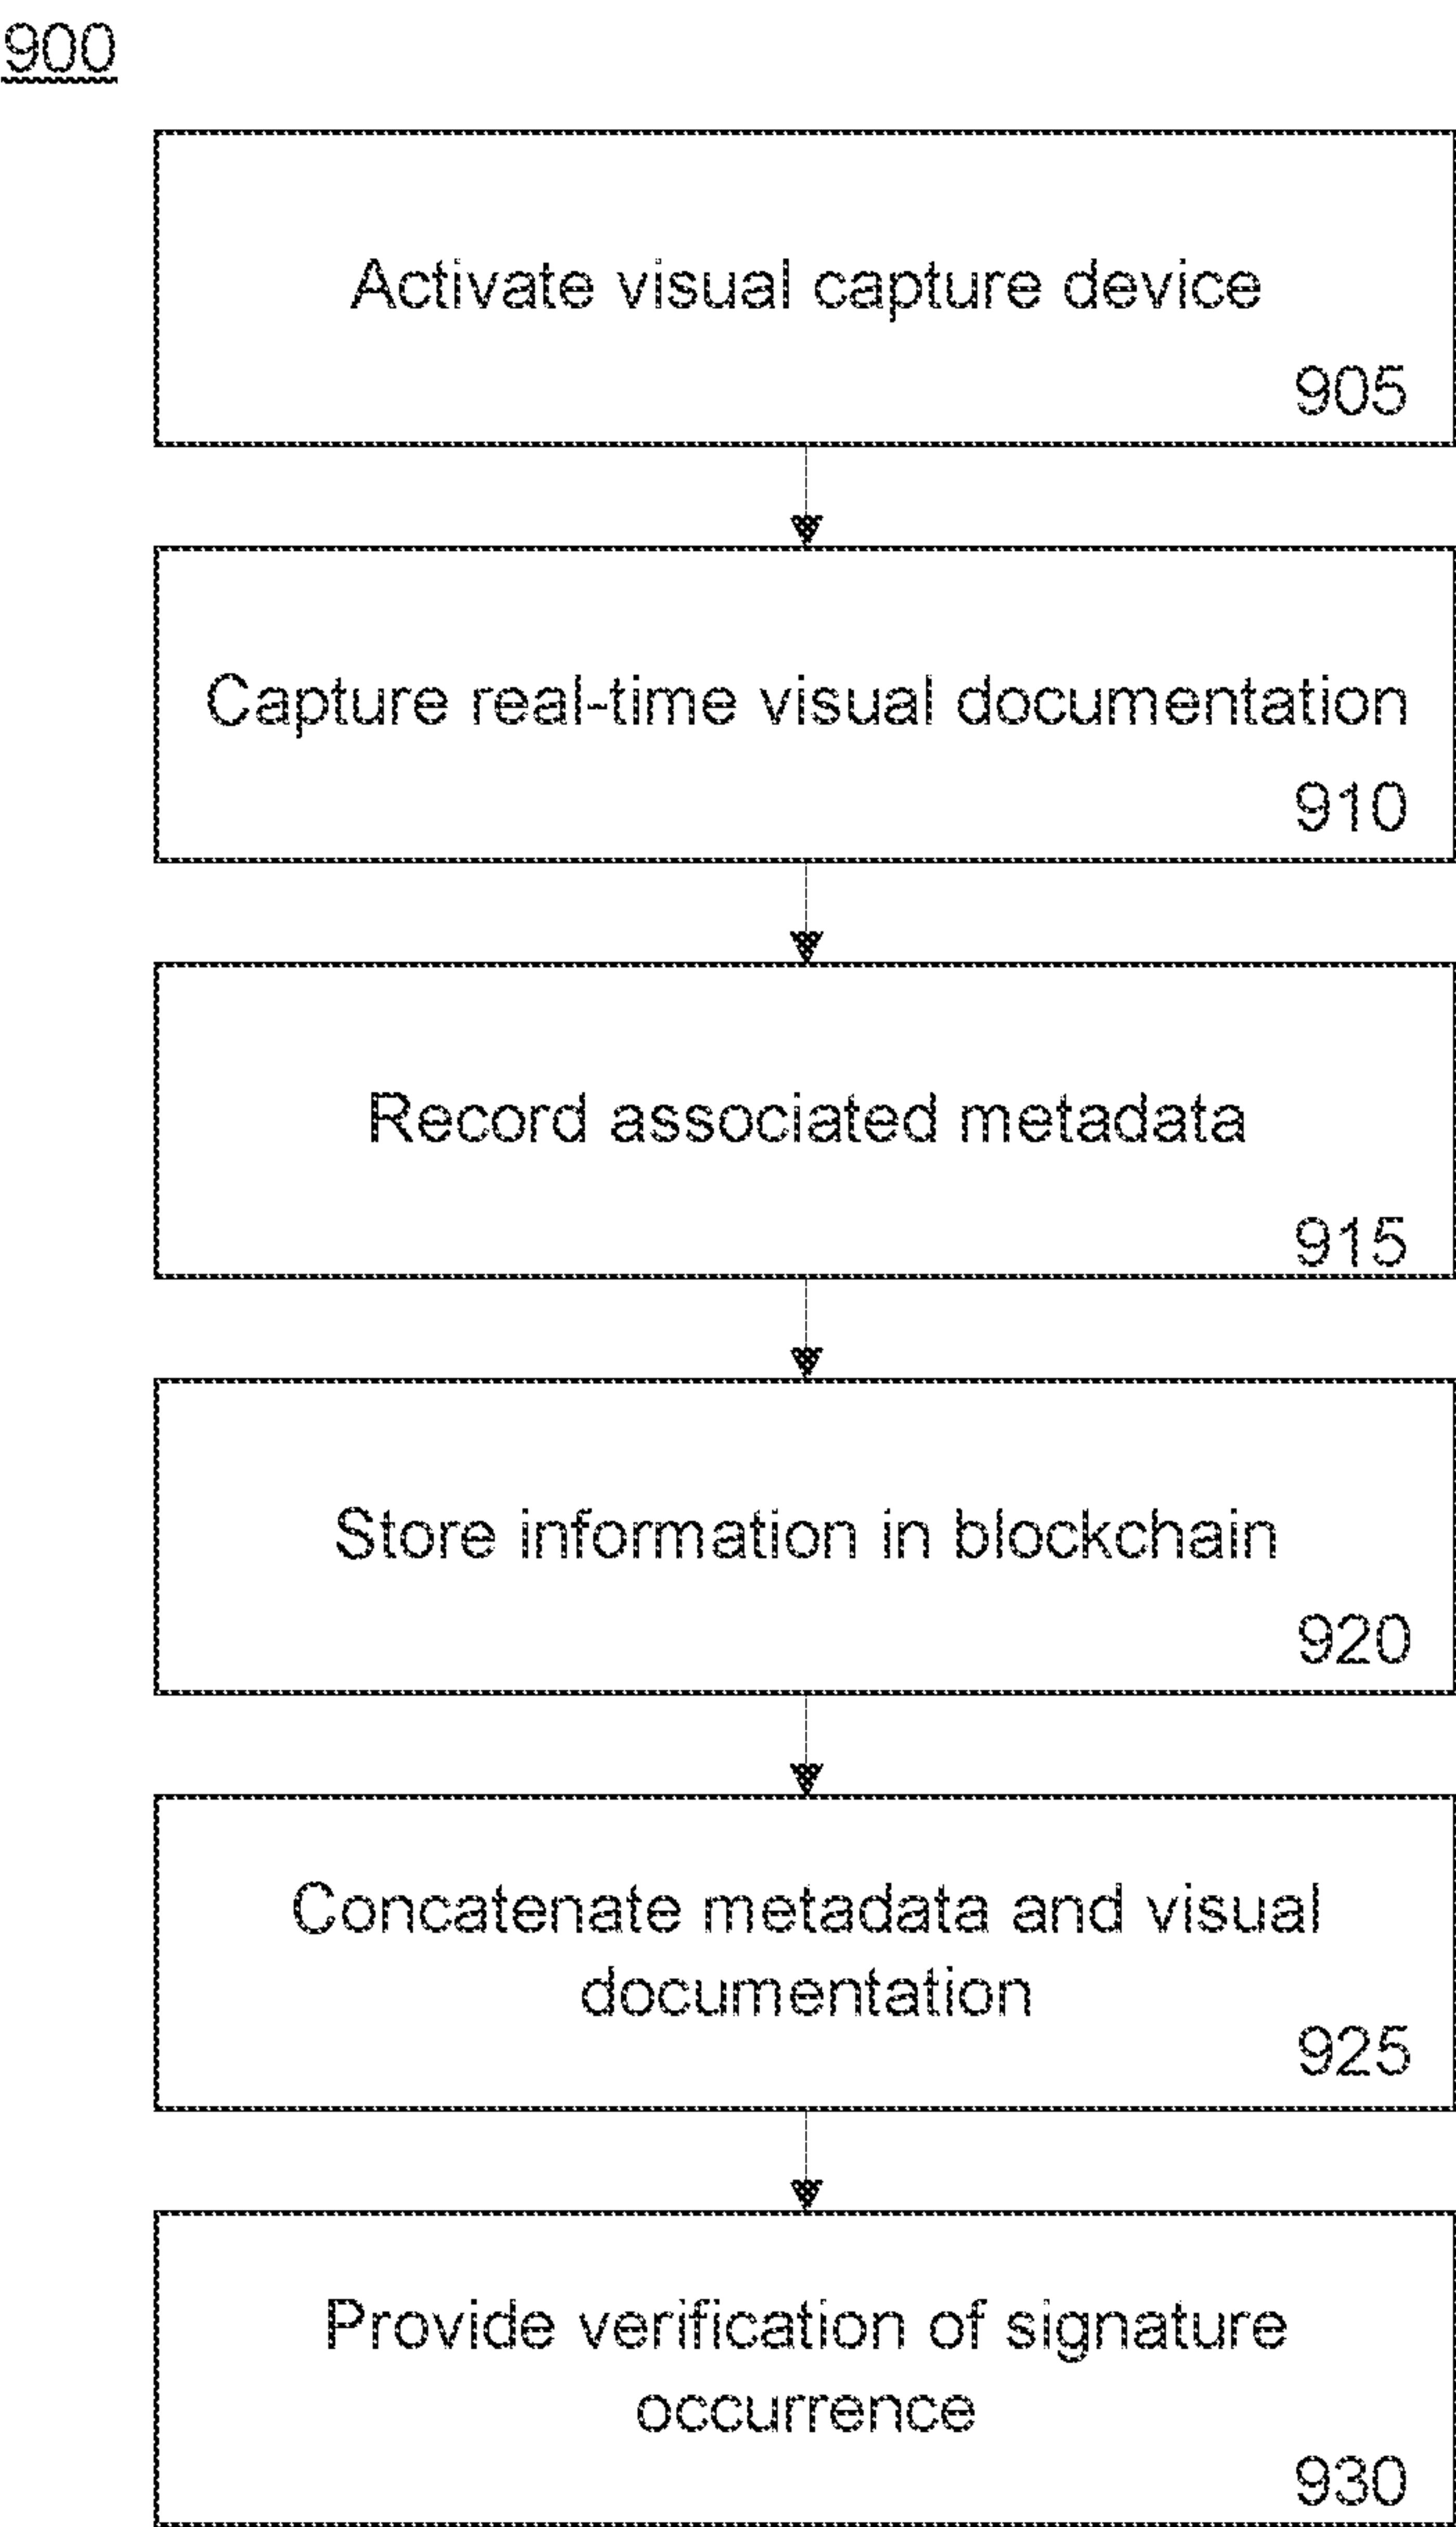 900
Activate visual capture device
905
Capture real-time visual documentation
910
Record associated metadata
915
Store information in blockchain
920
Concatenate metadata and visual
documentation
925
Provide verification of signature
occurrence
930